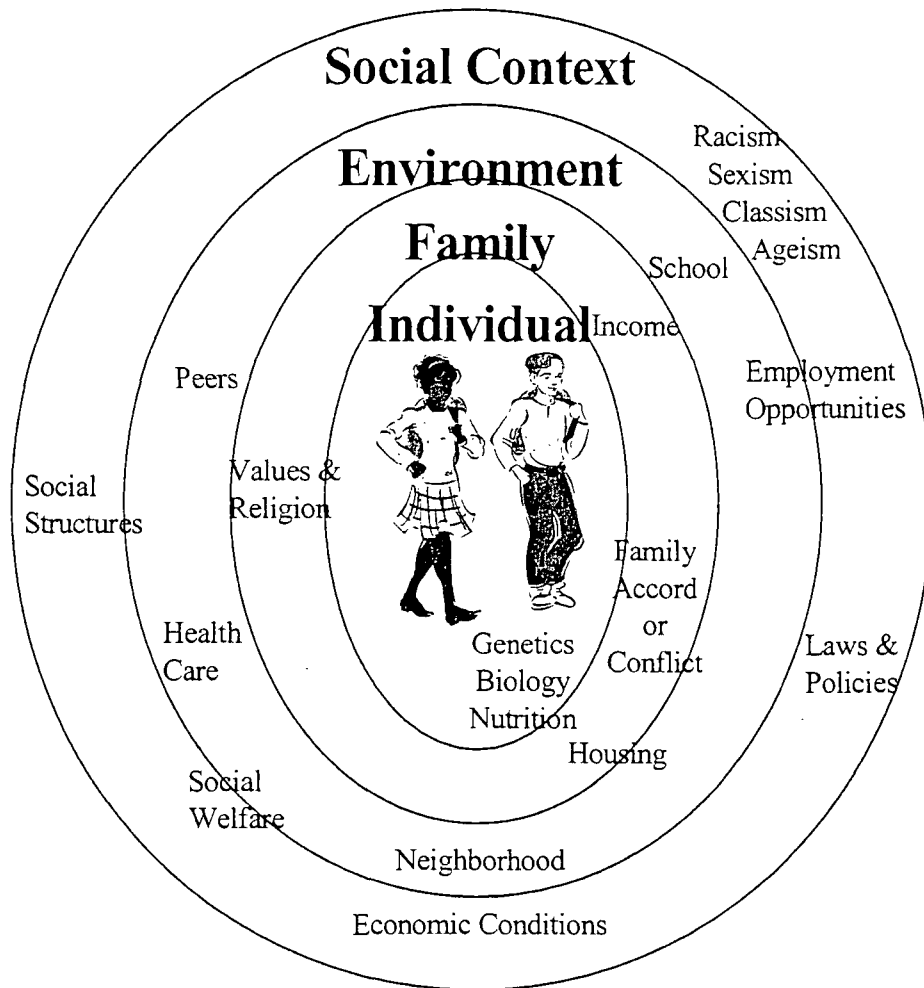 Social Context
Racism
Sexism
Classism
Ageism
Environment
Family
School
Individual
Income
Peers
Employment
Opportunities
Values &
Religion
Social
Structures
Family
Accord
or
Conflict
Health
Care
Genetics
Biology
Nutrition
Laws &
Policies
Housing
Social
Welfare
Neighborhood
Economic Conditions